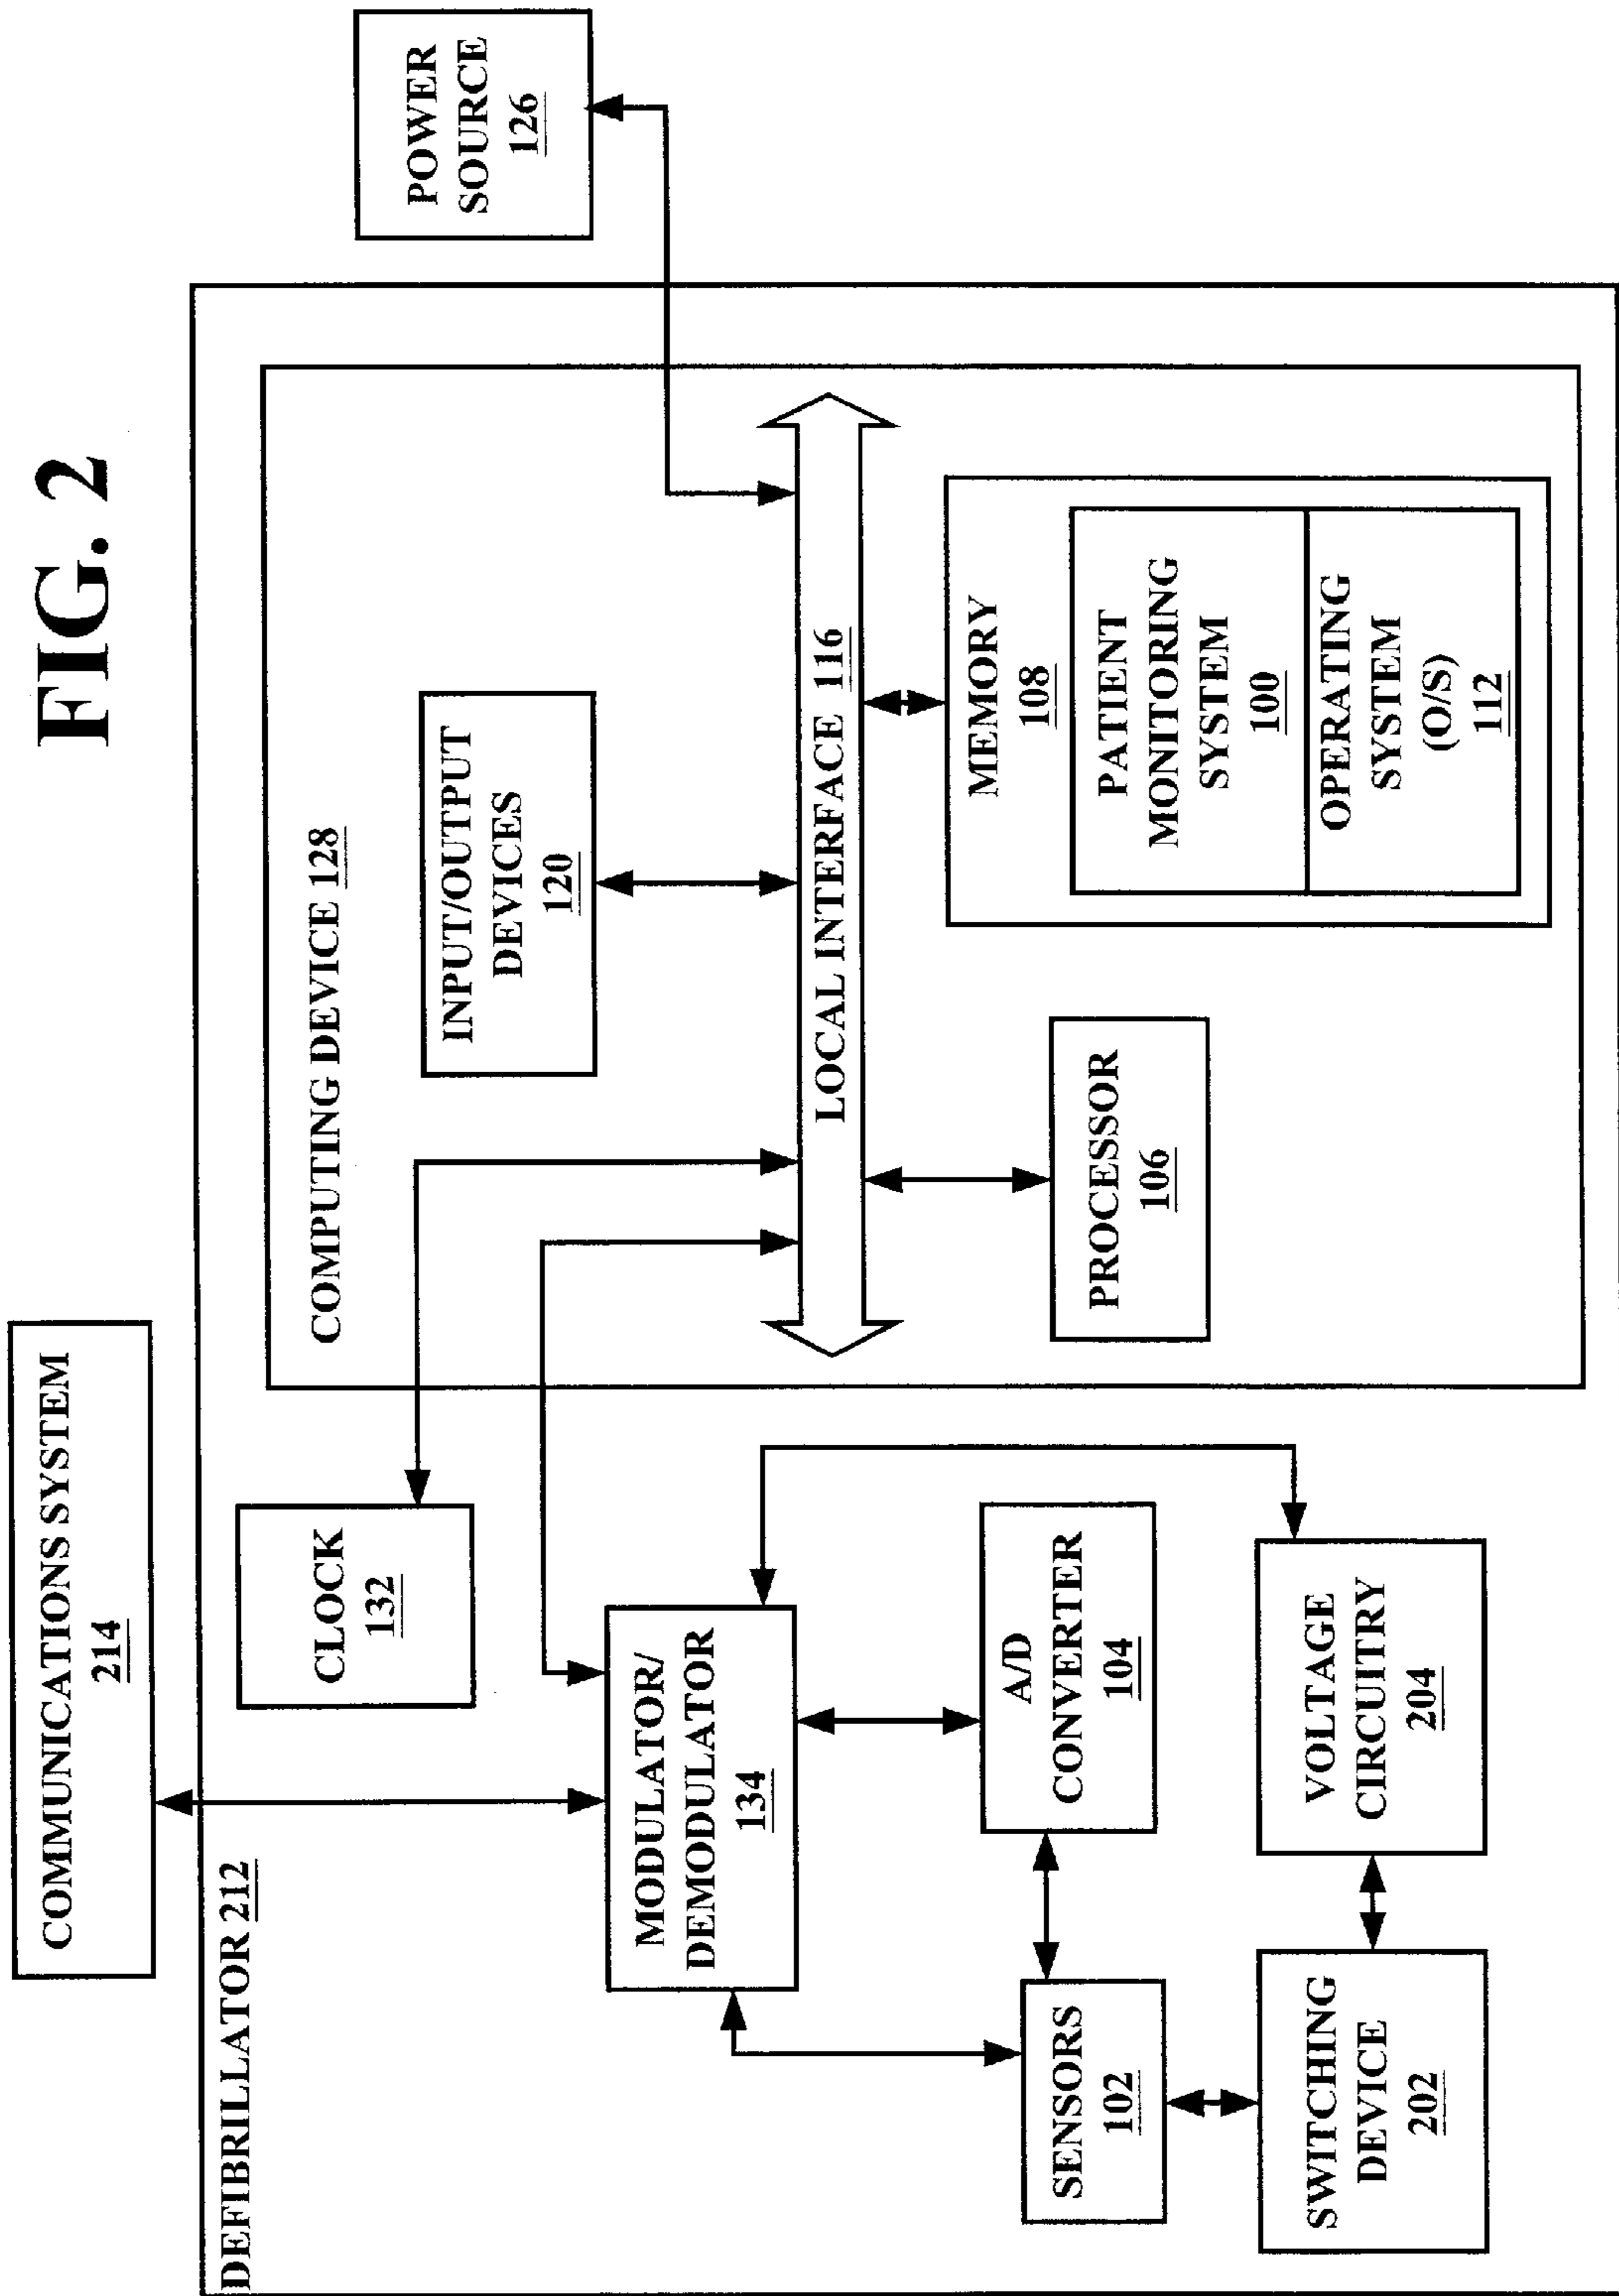 FIG. 2
COMMUNICATIONS SYSTEM
214
DEFIBRILLATOR 212
CLOCK
132
COMPUTING DEVICE 128
POWER
SOURCE
126
INPUT/OUTPUT
DEVICES
120
MODULATOR/
DEMODULATOR
134
LOCAL INTERFACE 116
SENSORS
102
A/D
CONVERTER
104
PROCESSOR
106
MEMORY
108
PATIENT
MONITORING
SYSTEM
100
OPERATING
SYSTEM
(O/S)
112
SWITCHING
DEVICE
202
VOLTAGE
CIRCUITRY
204